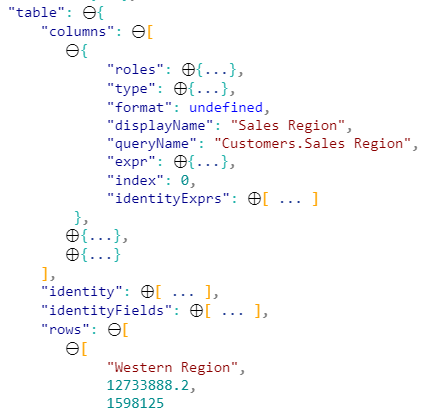 "table": ⊖{
"columns": ⊖[
⊖{
"roles": ⊕{...},
"type": ⊕{...},
"format": undefined,
"displayName": "Sales Region",
"queryName": "Customers.Sales Region",
"expr": ⊕{...},
"index": 0,
"identityExprs": ⊕[ ... ]
},
⊕{...},
⊕{...}
],
"identity": ⊕[ ... ],
"identityFields": ⊕[ ... ],
"rows": ⊖[
⊖[
"Western Region",
12733888.2,
1598125